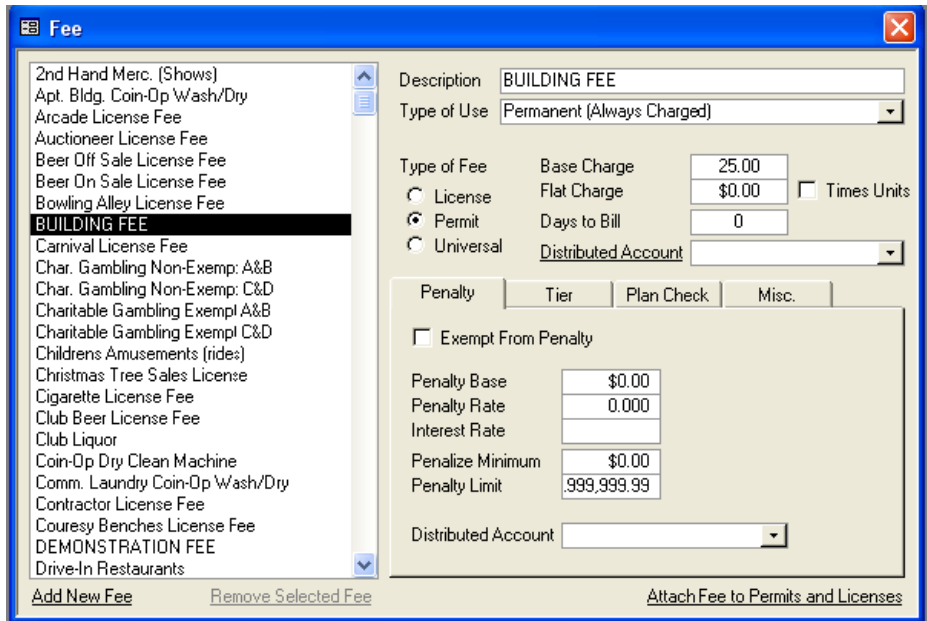 Fee
2nd Hand Merc. (Shows)
Apt. Bldg. Coin-Op Wash/Dry
Arcade License Fee
Auctioneer License Fee
Beer Off Sale License Fee
Beer On Sale License Fee
Bowling Alley License Fee
BUILDING FEE
Carnival License Fee
Char. Gambling Non-Exemp: A&B
Char. Gambling Non-Exemp: C&D
Charitable Gambling Exempt A&B
Charitable Gambling Exempt C&D
Childrens Amusements (rides)
Christmas Tree Sales License
Cigarette License Fee
Club Beer License Fee
Club Liquor
Coin-Op Dry Clean Machine
Comm. Laundry Coin-Op Wash/Dry
Contractor License Fee
Couresy Benches License Fee
DEMONSTRATION FEE
Drive-In Restaurants
Add New Fee
Remove Selected Fee
Description BUILDING FEE
Type of Use Permanent (Always Charged)
Type of Fee
License
Permit
Universal
Base Charge 25.00
Flat Charge $0.00 Times Units
Days to Bill 0
Distributed Account
Penalty Tier Plan Check Misc.
Exempt From Penalty
Penalty Base $0.00
Penalty Rate 0.000
Interest Rate
Penalize Minimum $0.00
Penalty Limit .999,999.99
Distributed Account
Attach Fee to Permits and Licenses